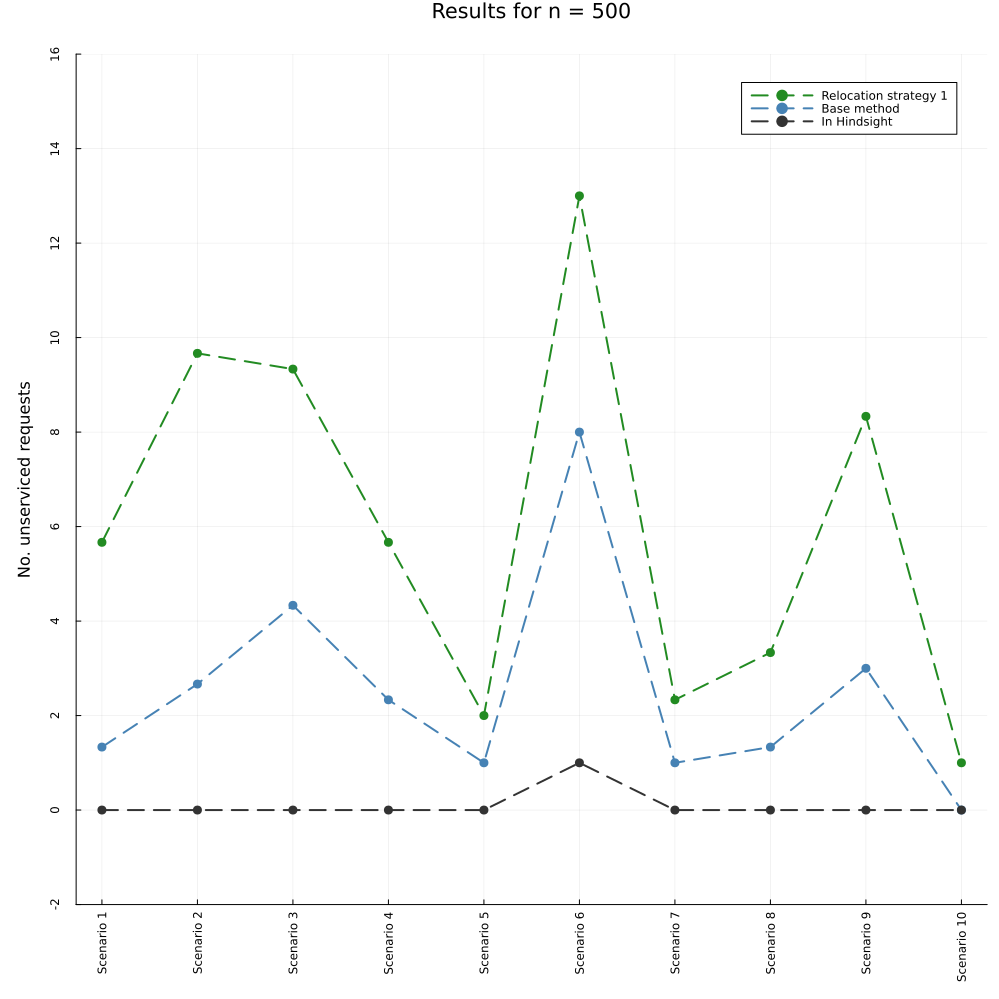 Results for n = 500
16
14
12
10
8
6
4
2
0
-2
No. unserviced requests
Relocation strategy 1
Base method
In Hindsight
Scenario 1
Scenario 2
Scenario 3
Scenario 4
Scenario 5
Scenario 6
Scenario 7
Scenario 8
Scenario 9
Scenario 10